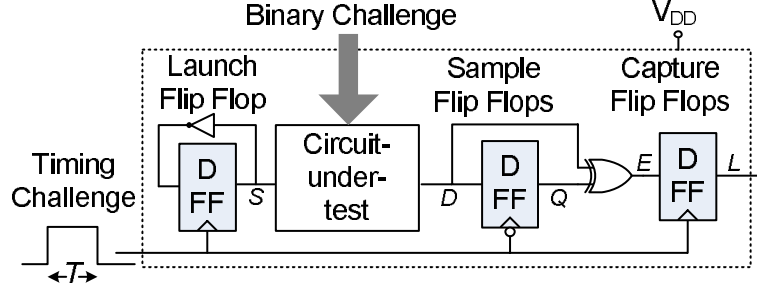 Binary Challenge
V_DD
Launch
Flip Flop
Sample
Flip Flops
Capture
Flip Flops
Timing
Challenge
D
FF
S
Circuit-
under-
test
D
D
FF
Q
E
D
FF
L
T